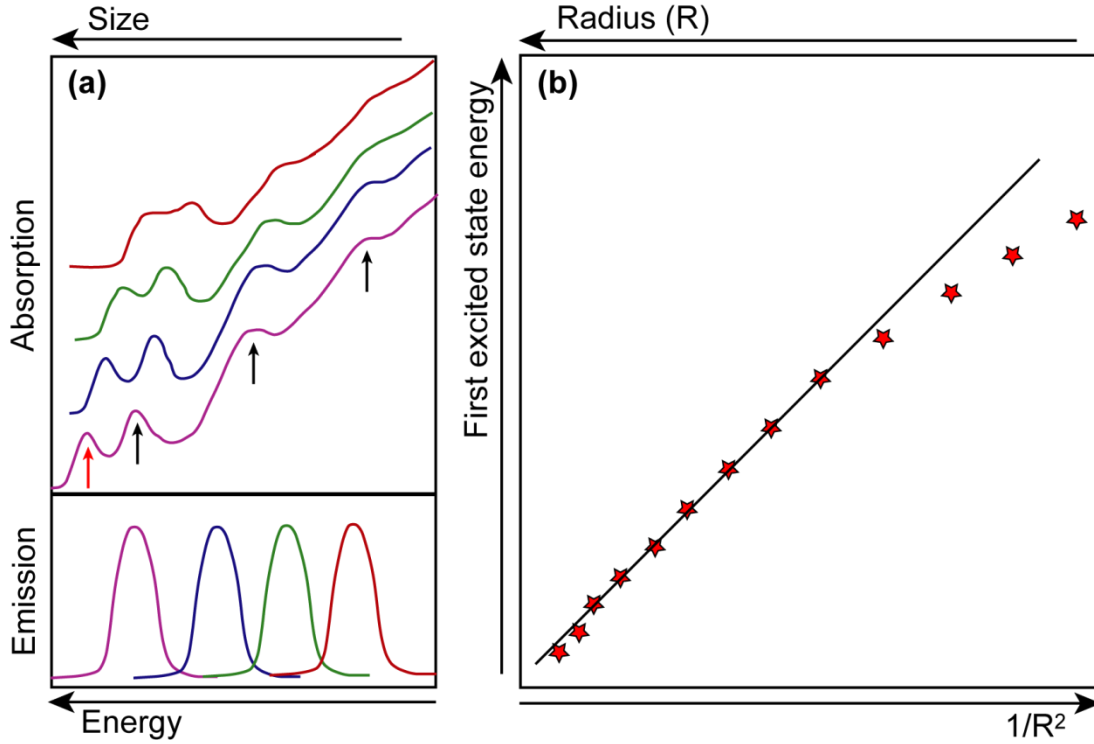 Size
(a)
Absorption
Emission
Energy
Radius (R)
(b)
First excited state energy
1/R²